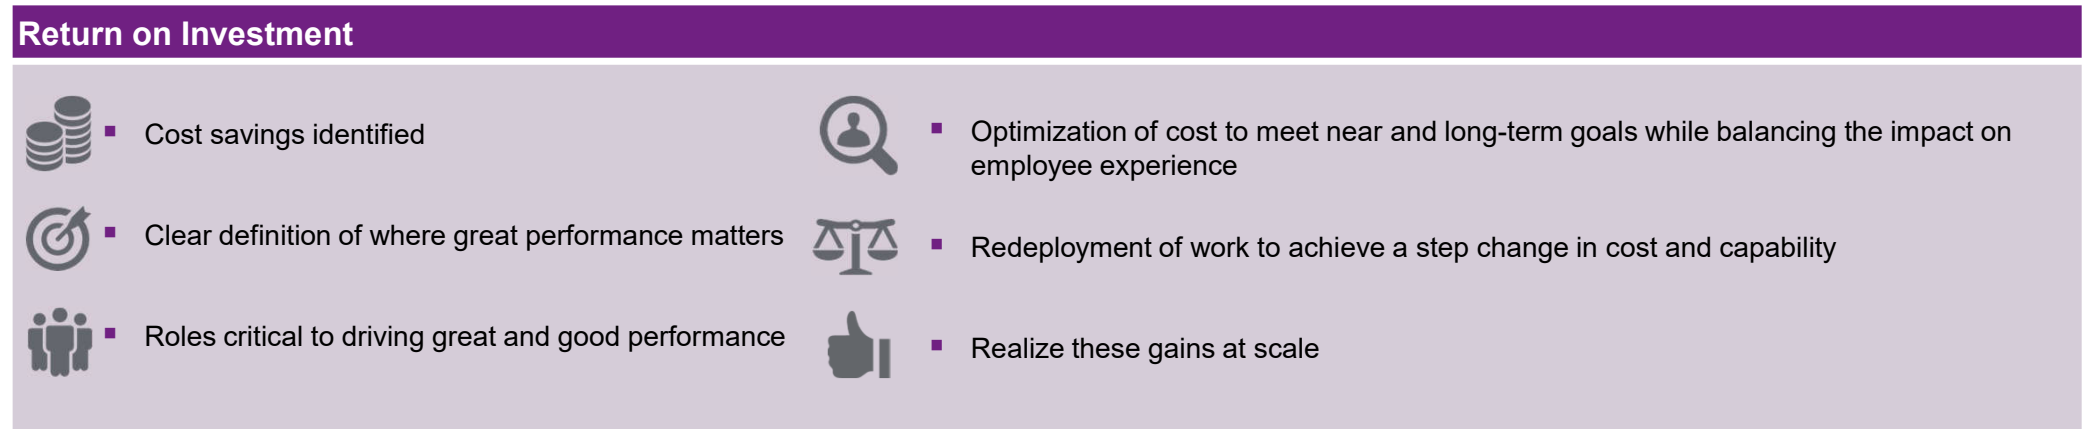 Return on Investment
Cost savings identified
Clear definition of where great performance matters
Roles critical to driving great and good performance
Optimization of cost to meet near and long-term goals while balancing the impact on
employee experience
Redeployment of work to achieve a step change in cost and capability
Realize these gains at scale